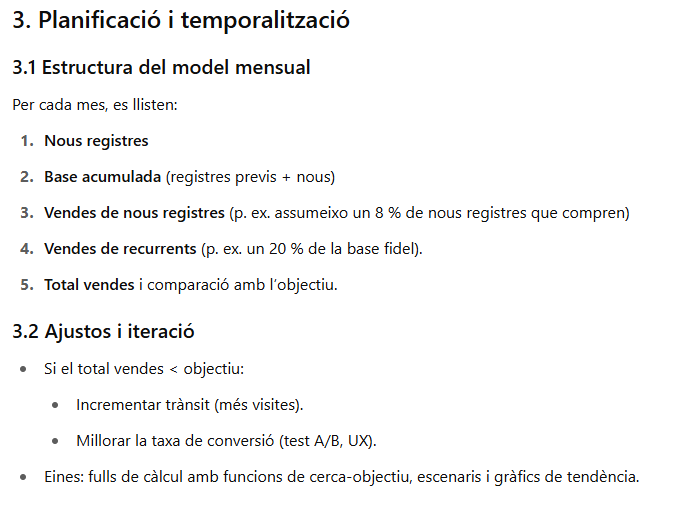 3. Planificació i temporalització
3.1 Estructura del model mensual
Per cada mes, es llisten:
1. Nous registres
2. Base acumulada (registres previs + nous)
3. Vendes de nous registres (p. ex. assumeixo un 8 % de nous registres que compren)
4. Vendes de recurrents (p. ex. un 20 % de la base fidel).
5. Total vendes i comparació amb l’objectiu.
3.2 Ajustos i iteració
• Si el total vendes < objectiu:
• Incrementar trànsit (més visites).
• Millorar la taxa de conversió (test A/B, UX).
• Eines: fulls de càlcul amb funcions de cerca-objectiu, escenaris i gràfics de tendència.